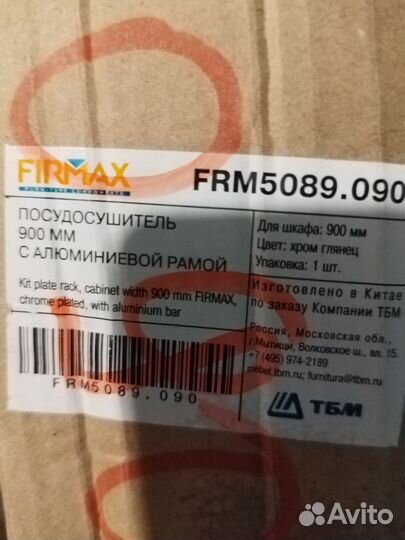 FIRMAX
FURNITURE COMPONENTS
FRM5089.090
ПОСУДОСУШИТЕЛЬ
900 ММ
С АЛЮМИНИЕВОЙ РАМОЙ
Kit plate rack, cabinet width 900 mm FIRMAX,
chrome plated, with aluminium bar
FRM5089.090
Для шкафа: 900 мм
Цвет: хром глянец
Упаковка: 1 шт.
Изготовлено в Китае
по заказу Компании ТБМ
Россия, Московская обл.,
г.Мытищи, Волковское ш., вл. 15.
+7 (495) 974-2189
mebel.tbm.ru; furnitura@tbm.ru
ТБМ
Avito